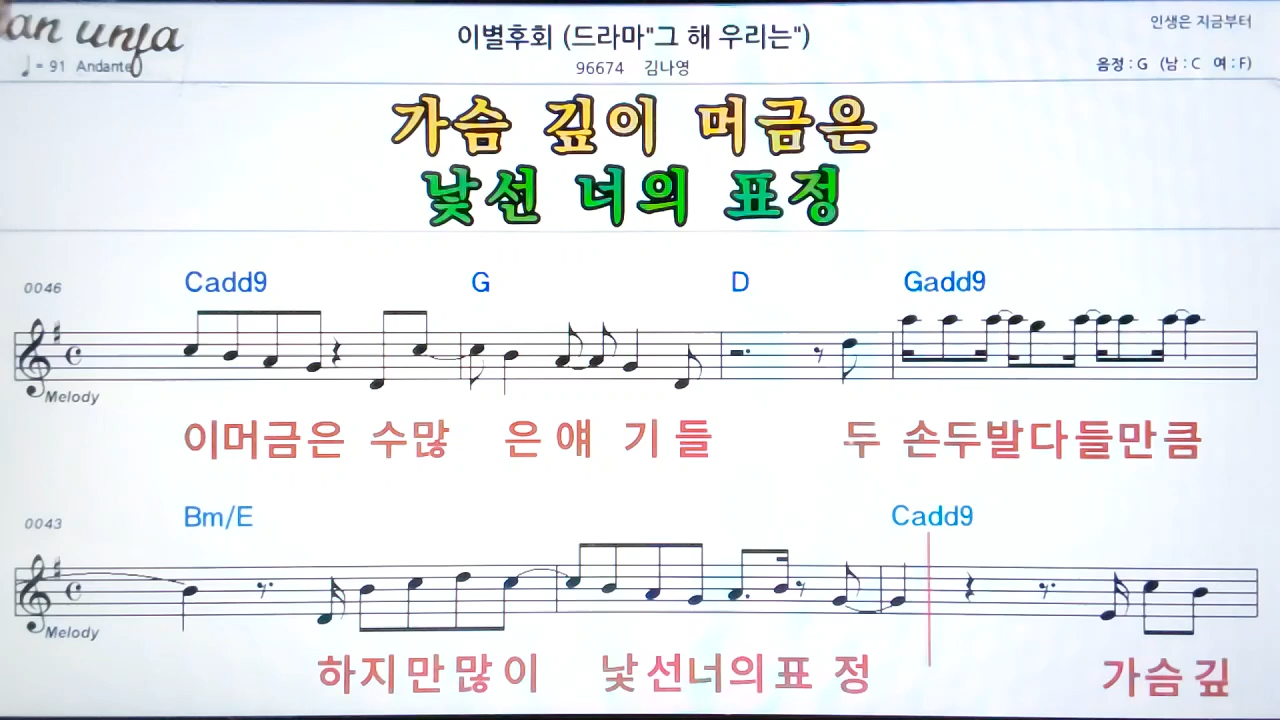 an unfa
이별후회 (드라마"그 해 우리는")
인생은 지금부터
♩ = 91 Andante
96674 김나영
음정 : G (남 : C 여 : F)
가슴 깊이 머금은
낯선 너의 표정
0046
Cadd9 G D Gadd9
Melody
이머금은 수많 은얘 기들 두 손두발다들만큼
0043
Bm/E Cadd9
Melody
하지만많이 낯선너의표 정 가슴깊